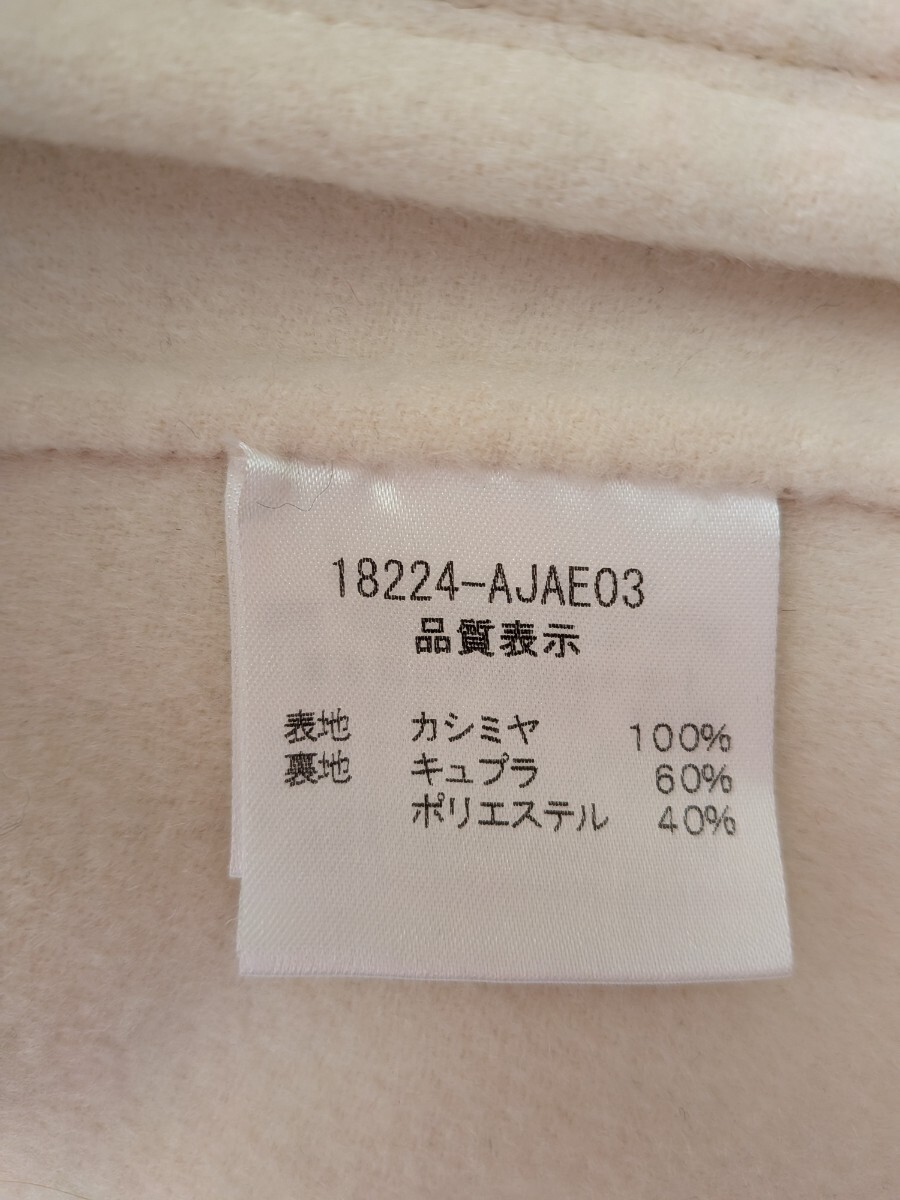 18224-AJAE03
品質表示
表地 カシミヤ 100%
裏地 キュプラ 60%
ポリエステル 40%